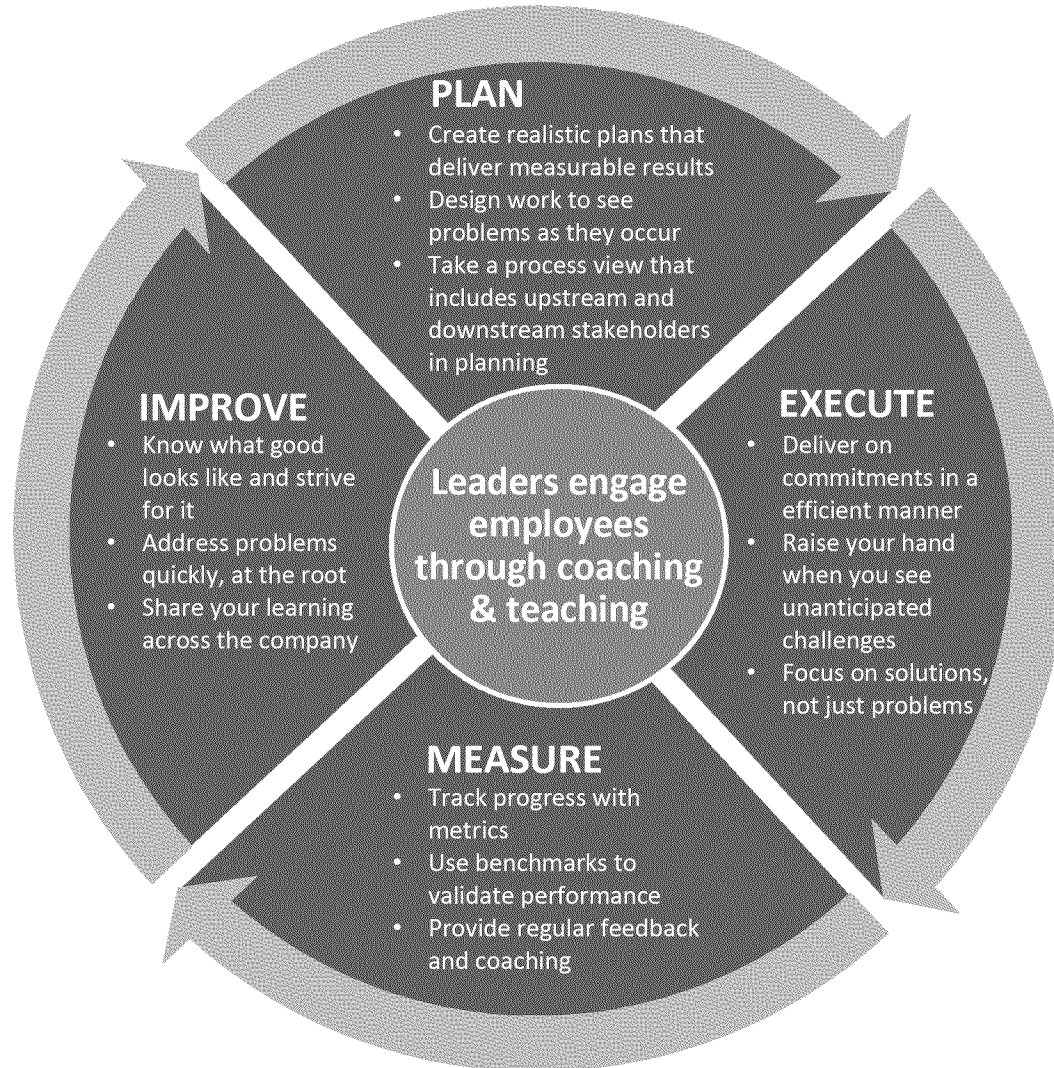 PLAN
• Create realistic plans that
deliver measurable results
• Design work to see
problems as they occur
• Take a process view that
includes upstream and
downstream stakeholders
in planning
EXECUTE
• Deliver on
commitments in a
efficient manner
• Raise your hand
when you see
unanticipated
challenges
• Focus on solutions,
not just problems
MEASURE
• Track progress with
metrics
• Use benchmarks to
validate performance
• Provide regular feedback
and coaching
IMPROVE
• Know what good
looks like and strive
for it
• Address problems
quickly, at the root
• Share your learning
across the company
Leaders engage
employees
through coaching
& teaching